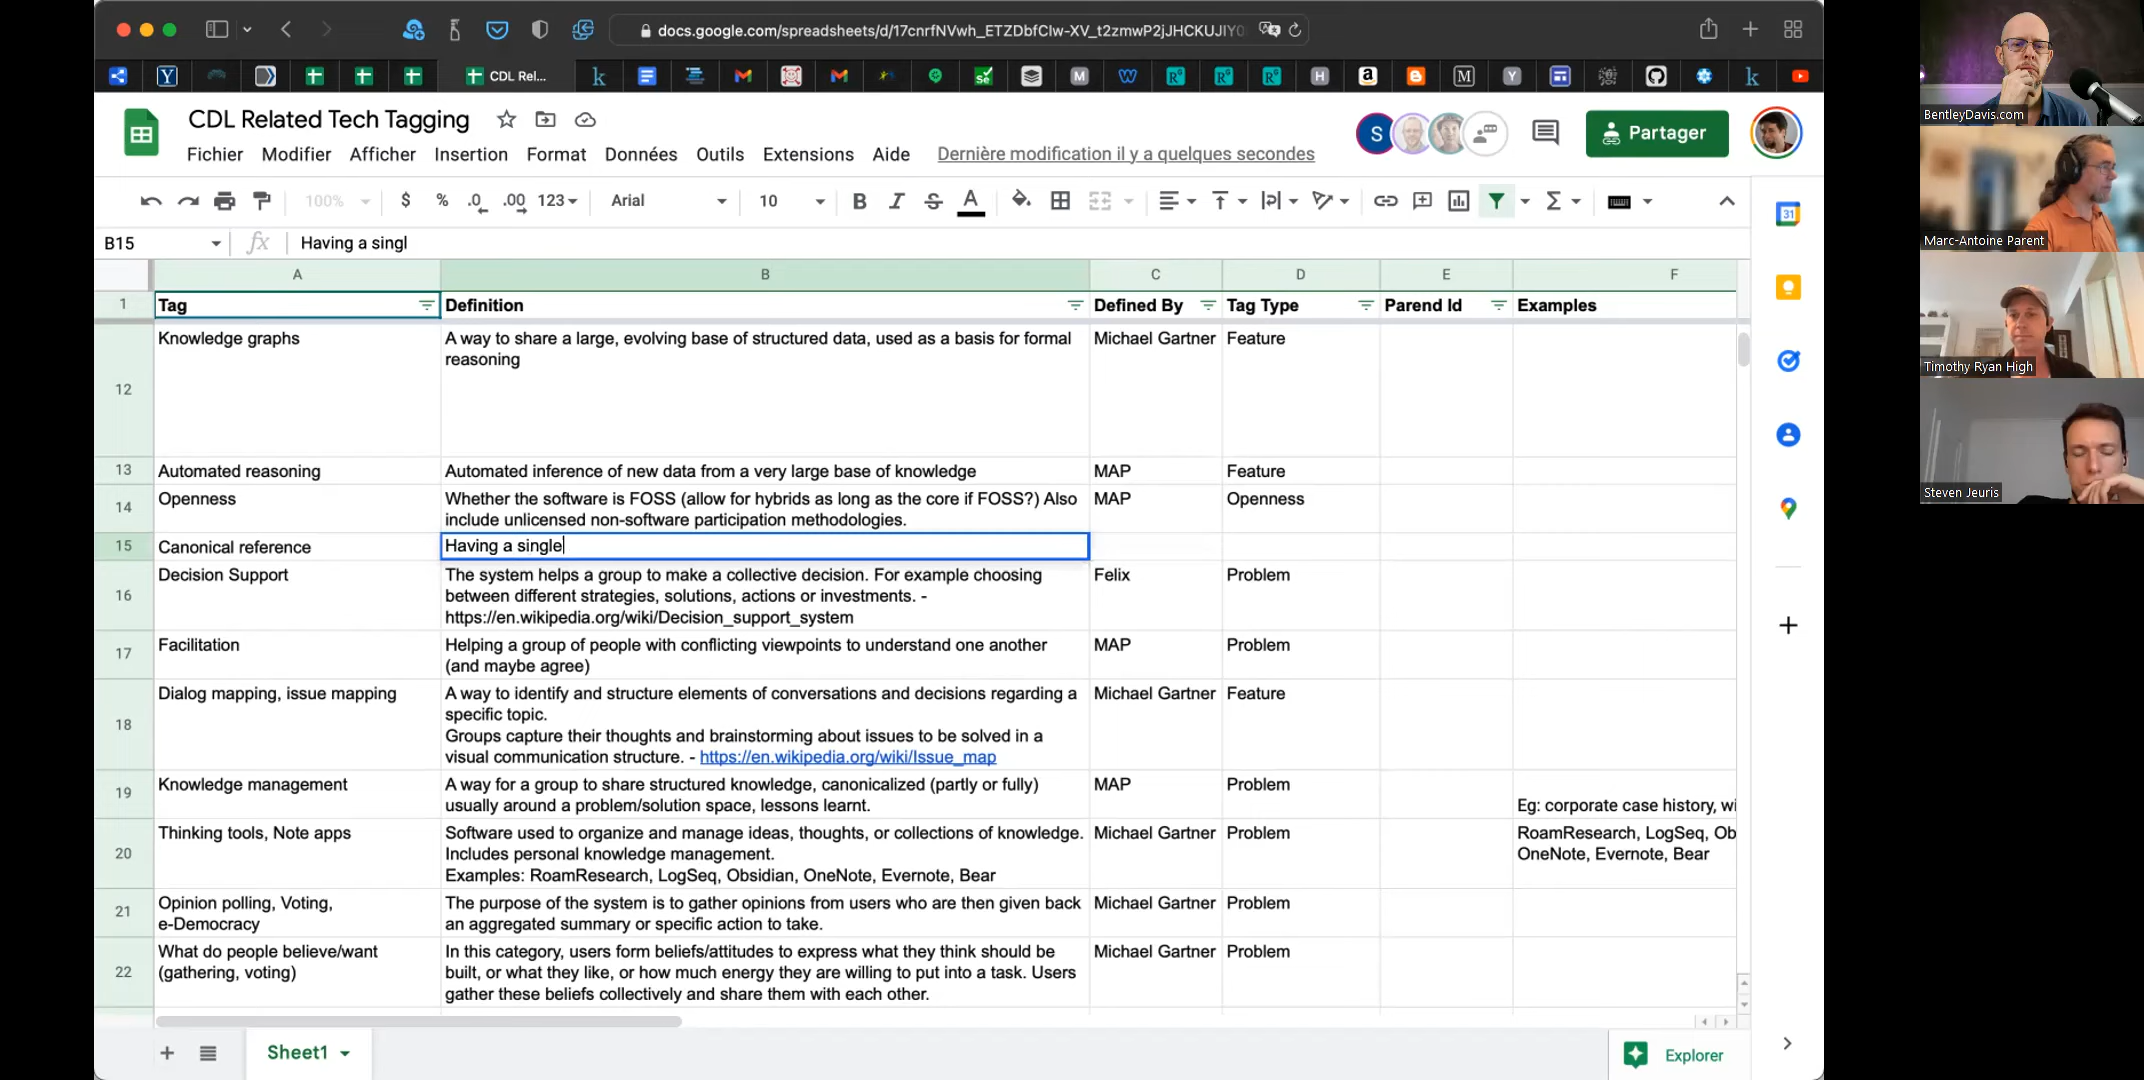 docs.google.com/spreadsheets/d/17cnrfNVwh_ETZDbfClw-XV_t2zmwP2jJHCKUJIY0
CDL Rel...
CDL Related Tech Tagging
Fichier Modifier Afficher Insertion Format Données Outils Extensions Aide Dernière modification il y a quelques secondes
S
Partager
100% $ % .0 .00 123 Arial 10 B I S A
B15 fx Having a singl
A B C D E F
1 Tag Definition Defined By Tag Type Parend Id Examples
12 Knowledge graphs A way to share a large, evolving base of structured data, used as a basis for formal Michael Gartner Feature
reasoning
13 Automated reasoning Automated inference of new data from a very large base of knowledge MAP Feature
14 Openness Whether the software is FOSS (allow for hybrids as long as the core if FOSS?) Also MAP Openness
include unlicensed non-software participation methodologies.
15 Canonical reference Having a single
16 Decision Support The system helps a group to make a collective decision. For example choosing Felix Problem
between different strategies, solutions, actions or investments. -
https://en.wikipedia.org/wiki/Decision_support_system
17 Facilitation Helping a group of people with conflicting viewpoints to understand one another MAP Problem
(and maybe agree)
18 Dialog mapping, issue mapping A way to identify and structure elements of conversations and decisions regarding a Michael Gartner Feature
specific topic.
Groups capture their thoughts and brainstorming about issues to be solved in a
visual communication structure. - https://en.wikipedia.org/wiki/Issue_map
19 Knowledge management A way for a group to share structured knowledge, canonicalized (partly or fully) MAP Problem
usually around a problem/solution space, lessons learnt. Eg: corporate case history, wi
20 Thinking tools, Note apps Software used to organize and manage ideas, thoughts, or collections of knowledge. Michael Gartner Problem RoamResearch, LogSeq, Ob
Includes personal knowledge management. OneNote, Evernote, Bear
Examples: RoamResearch, LogSeq, Obsidian, OneNote, Evernote, Bear
21 Opinion polling, Voting, The purpose of the system is to gather opinions from users who are then given back Michael Gartner Problem
e-Democracy an aggregated summary or specific action to take.
22 What do people believe/want In this category, users form beliefs/attitudes to express what they think should be Michael Gartner Problem
(gathering, voting) built, or what they like, or how much energy they are willing to put into a task. Users
gather these beliefs collectively and share them with each other.
Sheet1
Explorer
31
BentleyDavis.com
Marc-Antoine Parent
Timothy Ryan High
Steven Jeuris